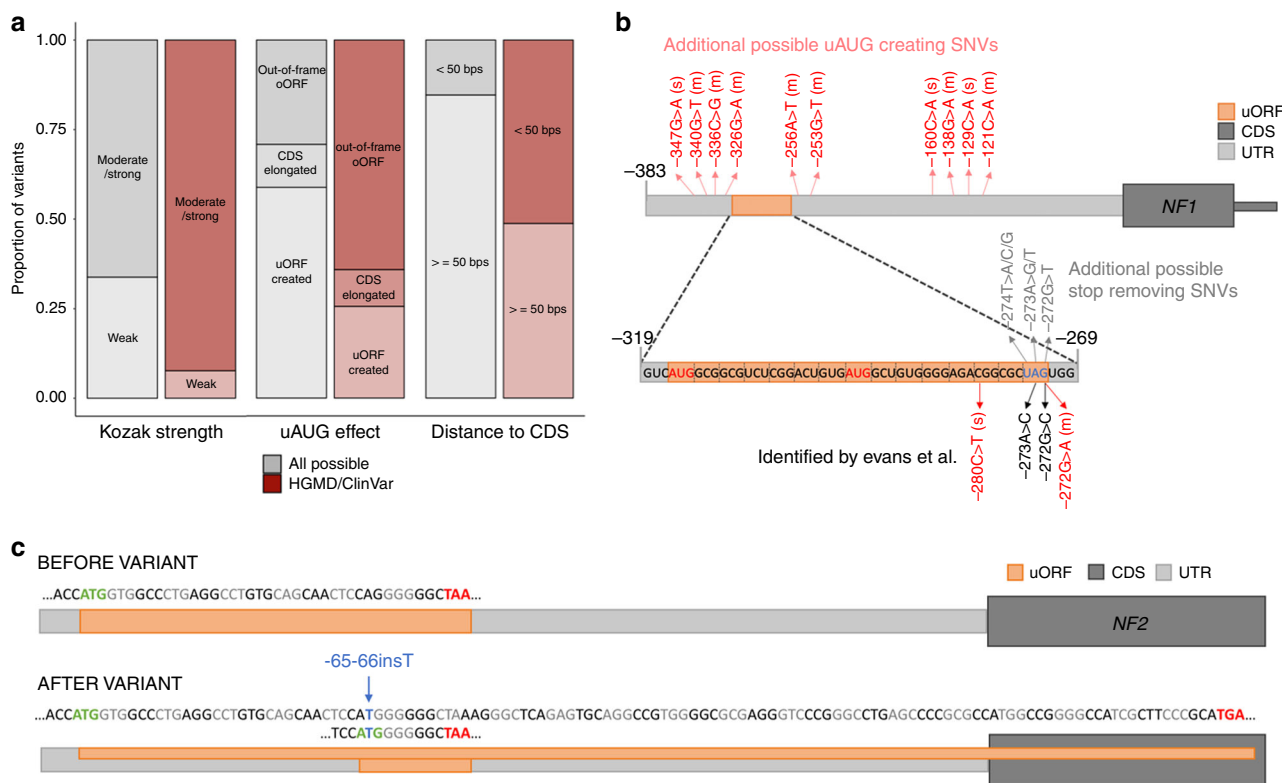 a
1.00
0.75
0.50
0.25
0.00
Proportion of variants
Moderate
/strong
Weak
Moderate
/strong
Weak
Out-of-frame
oORF
CDS
elongated
uORF
created
out-of-frame
oORF
CDS
elongated
uORF
created
< 50 bps
> = 50 bps
< 50 bps
> = 50 bps
Kozak strength
uAUG effect
Distance to CDS
All possible
HGMD/ClinVar
b
Additional possible uAUG creating SNVs
−347G>A (s)
−340G>T (m)
−336C>G (m)
−326G>A (m)
−256A>T (m)
−253G>T (m)
−160C>A (s)
−138G>A (m)
−129C>A (s)
−121C>A (m)
uORF
CDS
UTR
−383
NF1
−274T>A/C/G
−273A>G/T
−272G>T
Additional possible
stop removing SNVs
−319
−269
GUCAUGGCGGCGUCUCGGACUGUGAUGGCUGUGGGGAGACGGCGCUAGUGG
Identified by evans et al.
−280C>T (s)
−273A>C
−272G>C
−272G>A (m)
c
BEFORE VARIANT
uORF
CDS
UTR
...ACCATGGTGGCCCTGAGGCCTGTGCAGCAACTCCAGGGGGGCTAA...
NF2
-65-66insT
AFTER VARIANT
...ACCATGGTGGCCCTGAGGCCTGTGCAGCAACTCCATGGGGGGCTAAAGGGCTCAGAGTGCAGGCCGTGGGGCGCGAGGGTCCCGGGCCTGAGCCCCGCGCCATGGCCGGGGCCATCGCTTCCCGCATGA...
...TCCATGGGGGGCTAA...